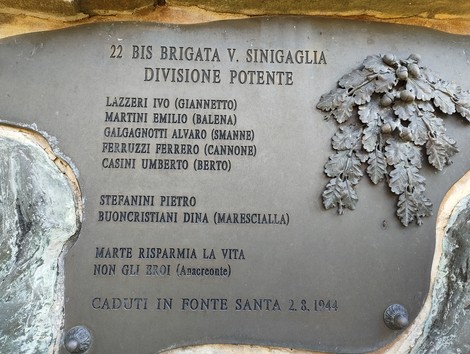 22 BIS BRIGATA V. SINIGAGLIA
DIVISIONE POTENTE
LAZZERI IVO (GIANNETTO)
MARTINI EMILIO (BALENA)
GALGAGNOTTI ALVARO (SMANNE)
FERRUZZI FERRERO (CANNONE)
CASINI UMBERTO (BERTO)
STEFANINI PIETRO
BUONCRISTIANI DINA (MARESCIALLA)
MARTE RISPARMIA LA VITA
NON GLI EROI (Anacreonte)
CADUTI IN FONTE SANTA 2.8.1944